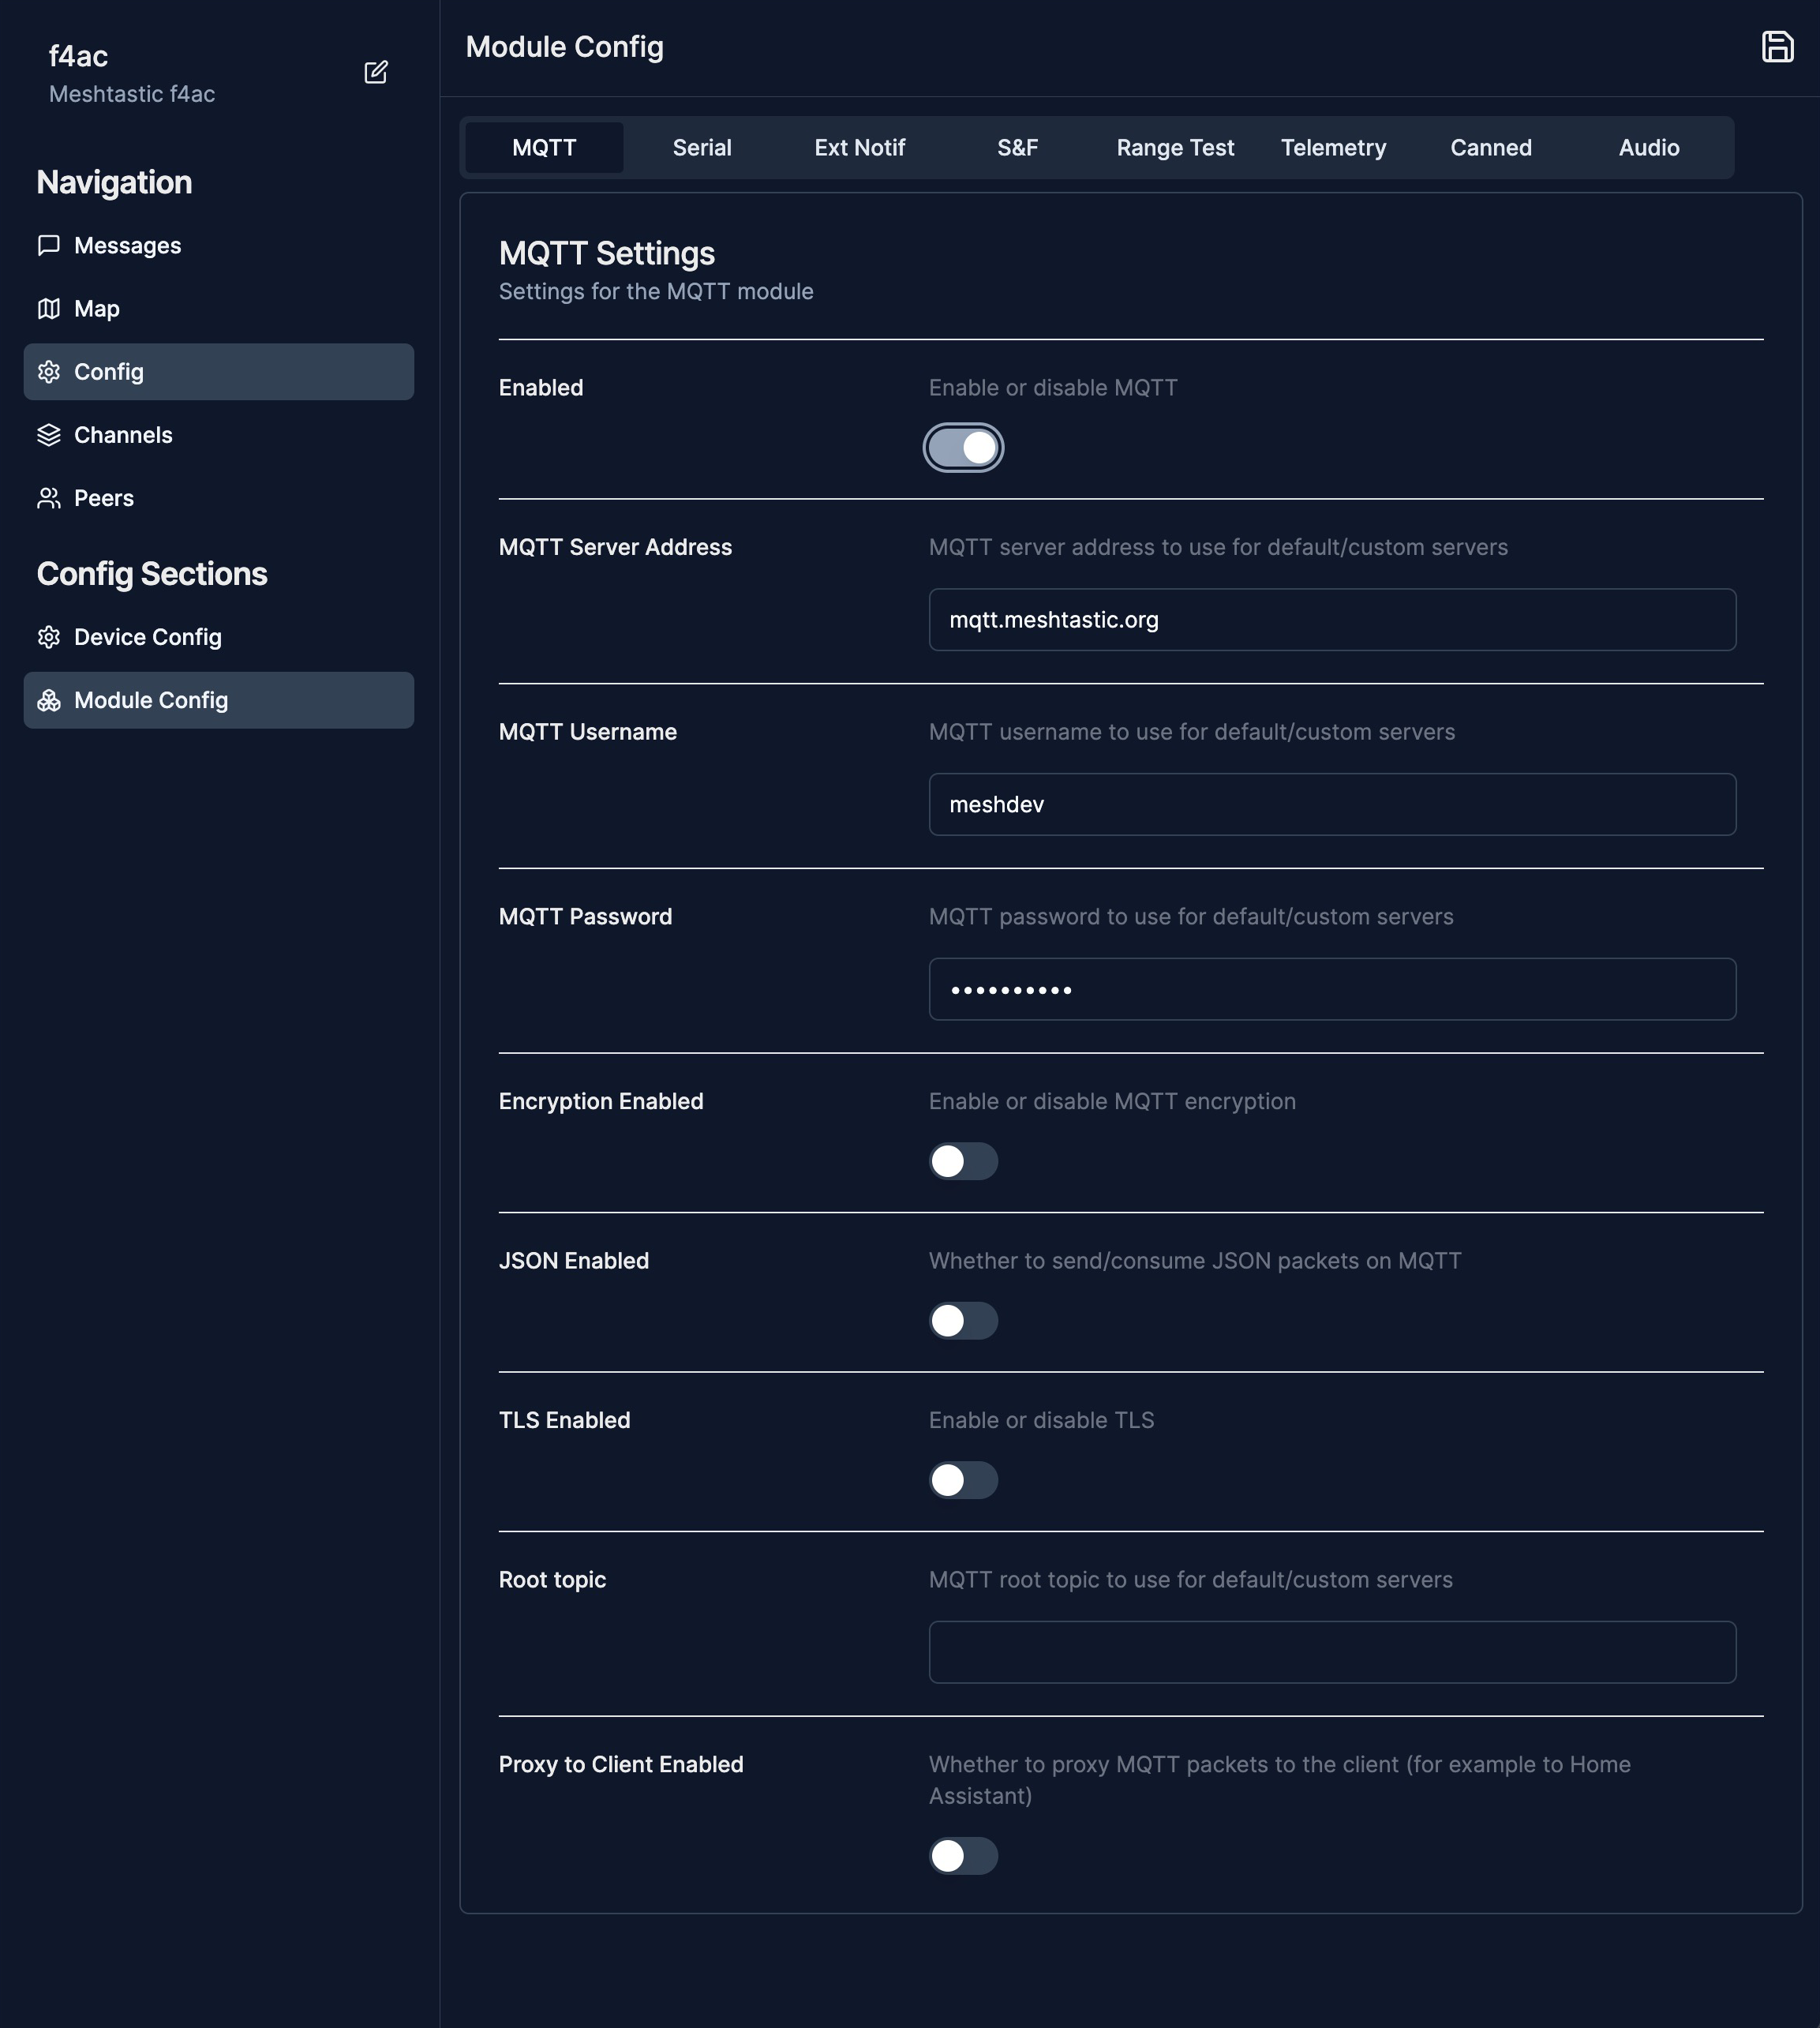 f4ac
Meshtastic f4ac
Navigation
Messages
Map
Config
Channels
Peers
Config Sections
Device Config
Module Config
Module Config
MQTT Serial Ext Notif S&F Range Test Telemetry Canned Audio
MQTT Settings
Settings for the MQTT module
Enabled
Enable or disable MQTT
MQTT Server Address
MQTT server address to use for default/custom servers
mqtt.meshtastic.org
MQTT Username
MQTT username to use for default/custom servers
meshdev
MQTT Password
MQTT password to use for default/custom servers
••••••••••
Encryption Enabled
Enable or disable MQTT encryption
JSON Enabled
Whether to send/consume JSON packets on MQTT
TLS Enabled
Enable or disable TLS
Root topic
MQTT root topic to use for default/custom servers
Proxy to Client Enabled
Whether to proxy MQTT packets to the client (for example to Home
Assistant)